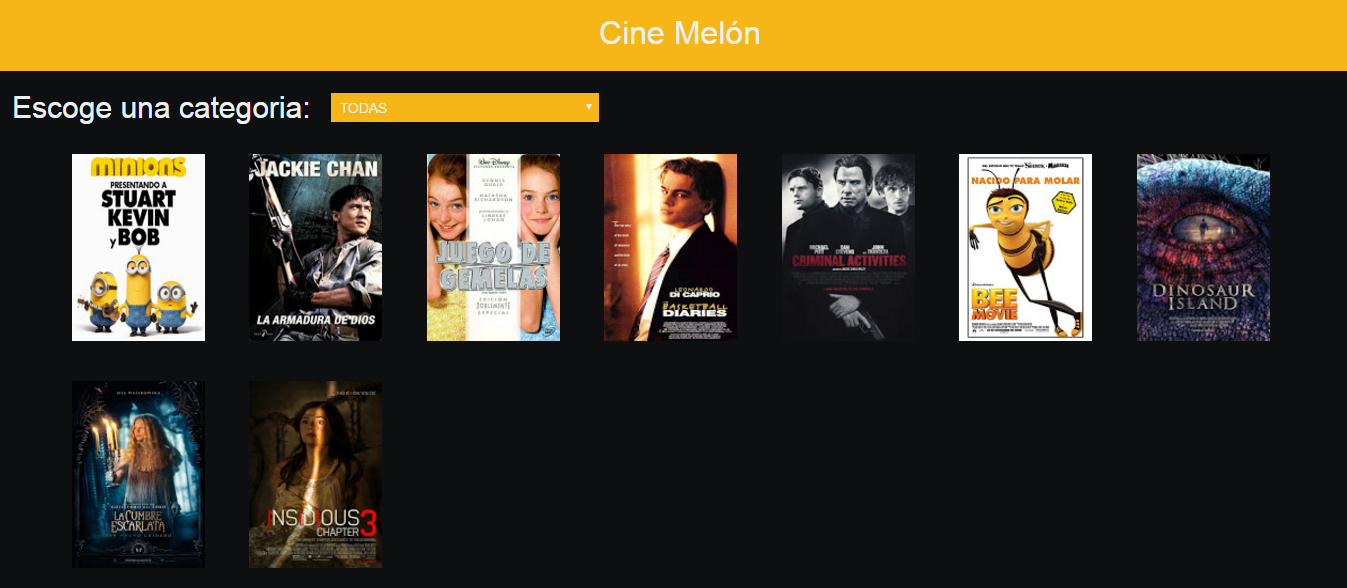 Cine Melón
Escoge una categoria:
TODAS
MINIONS
PRESENTANDO A
STUART
KEVIN
y BOB
JACKIE CHAN
LA ARMADURA DE DIOS
WALT DISNEY
DENNIS
QUAID
NATASHA
RICHARDSON
LINDSAY
LOHAN
JUEGO DE
GEMELAS
EDICIÓN
DOBLEMENTE
ESPECIAL
LEONARDO
DI CAPRIO
THE BASKETBALL
DIARIES
MICHAEL
PITT
DAN
STEVENS
JOHN
TRAVOLTA
CRIMINAL ACTIVITIES
NACIDO PARA MOLAR
BEE
MOVIE
DINOSAUR
ISLAND
MIA WASIKOWSKA
LA CUMBRE
ESCARLATA
INSIDIOUS
CHAPTER 3